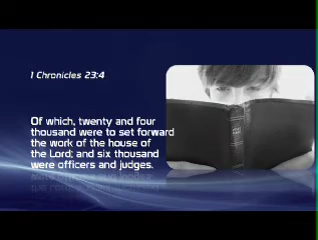 1 Chronicles 23:4
Of which, twenty and four
thousand were to set forward
the work of the house of
the Lord; and six thousand
were officers and judges.